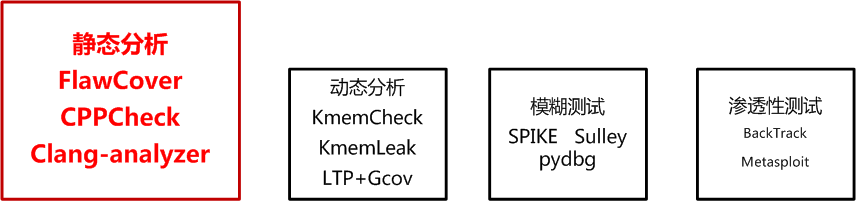 静态分析
FlawCover
CPPCheck
Clang-analyzer
动态分析
KmemCheck
KmemLeak
LTP+Gcov
模糊测试
SPIKE Sulley
pydbg
渗透性测试
BackTrack
Metasploit